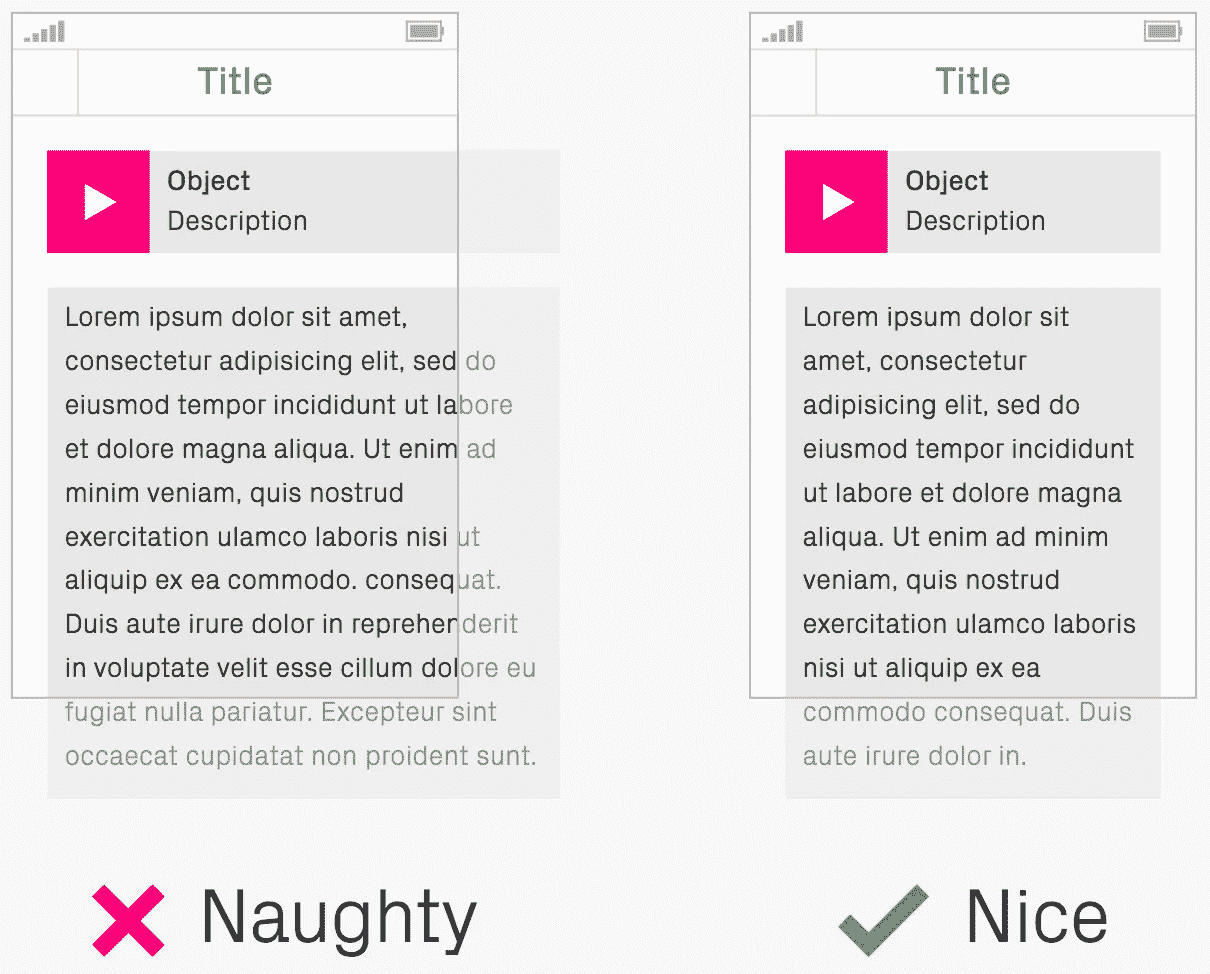 Title
Object
Description
Lorem ipsum dolor sit amet,
consectetur adipisicing elit, sed do
eiusmod tempor incididunt ut labore
et dolore magna aliqua. Ut enim ad
minim veniam, quis nostrud
exercitation ulamco laboris nisi ut
aliquip ex ea commodo. consequat.
Duis aute irure dolor in reprehenderit
in voluptate velit esse cillum dolore eu
fugiat nulla pariatur. Excepteur sint
occaecat cupidatat non proident sunt.
Naughty
Title
Object
Description
Lorem ipsum dolor sit
amet, consectetur
adipisicing elit, sed do
eiusmod tempor incididunt
ut labore et dolore magna
aliqua. Ut enim ad minim
veniam, quis nostrud
exercitation ulamco laboris
nisi ut aliquip ex ea
commodo consequat. Duis
aute irure dolor in.
Nice